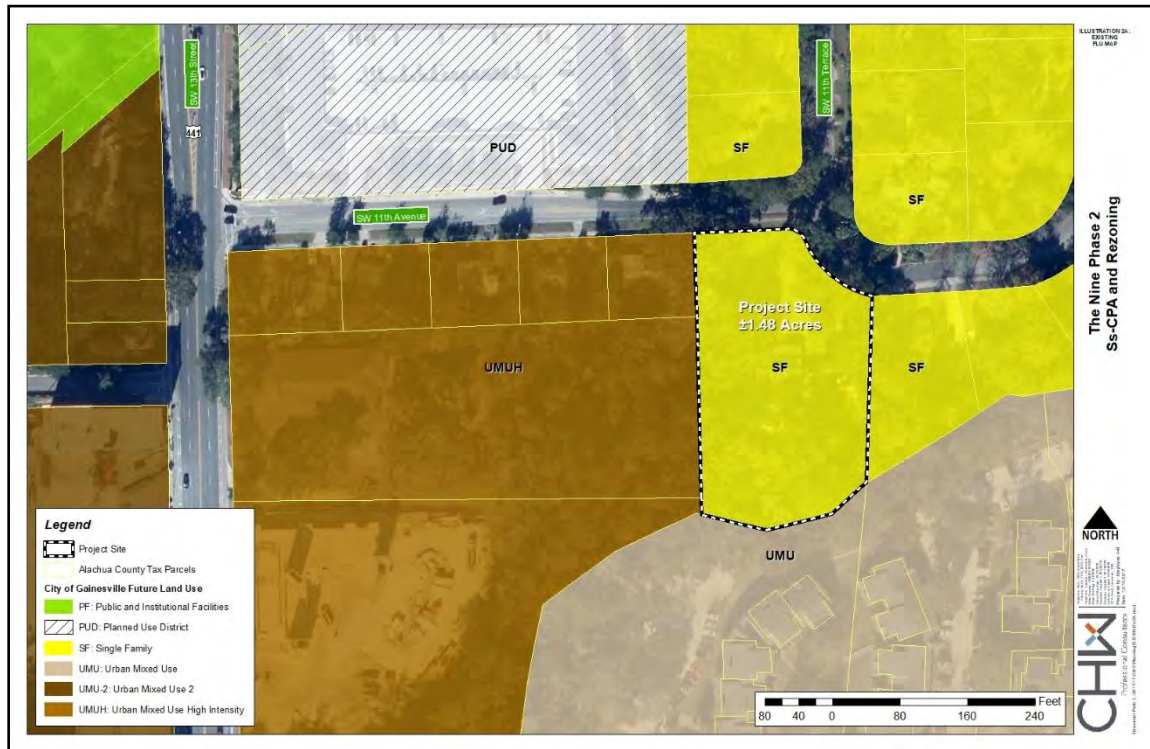 ILLUSTRATION 2A:
EXISTING
FLU MAP
SW 13th Street
441
SW 11th Terrace
PUD
SF
SF
SW 11th Avenue
Project Site
±1.48 Acres
UMUH
SF
SF
UMU
The Nine Phase 2
Ss-CPA and Rezoning
Legend
Project Site
Alachua County Tax Parcels
City of Gainesville Future Land Use
PF: Public and Institutional Facilities
PUD: Planned Use District
SF: Single Family
UMU: Urban Mixed Use
UMU-2: Urban Mixed Use 2
UMUH: Urban Mixed Use High Intensity
NORTH
CHW
Professional Consultants
Feet
80 40 0 80 160 240